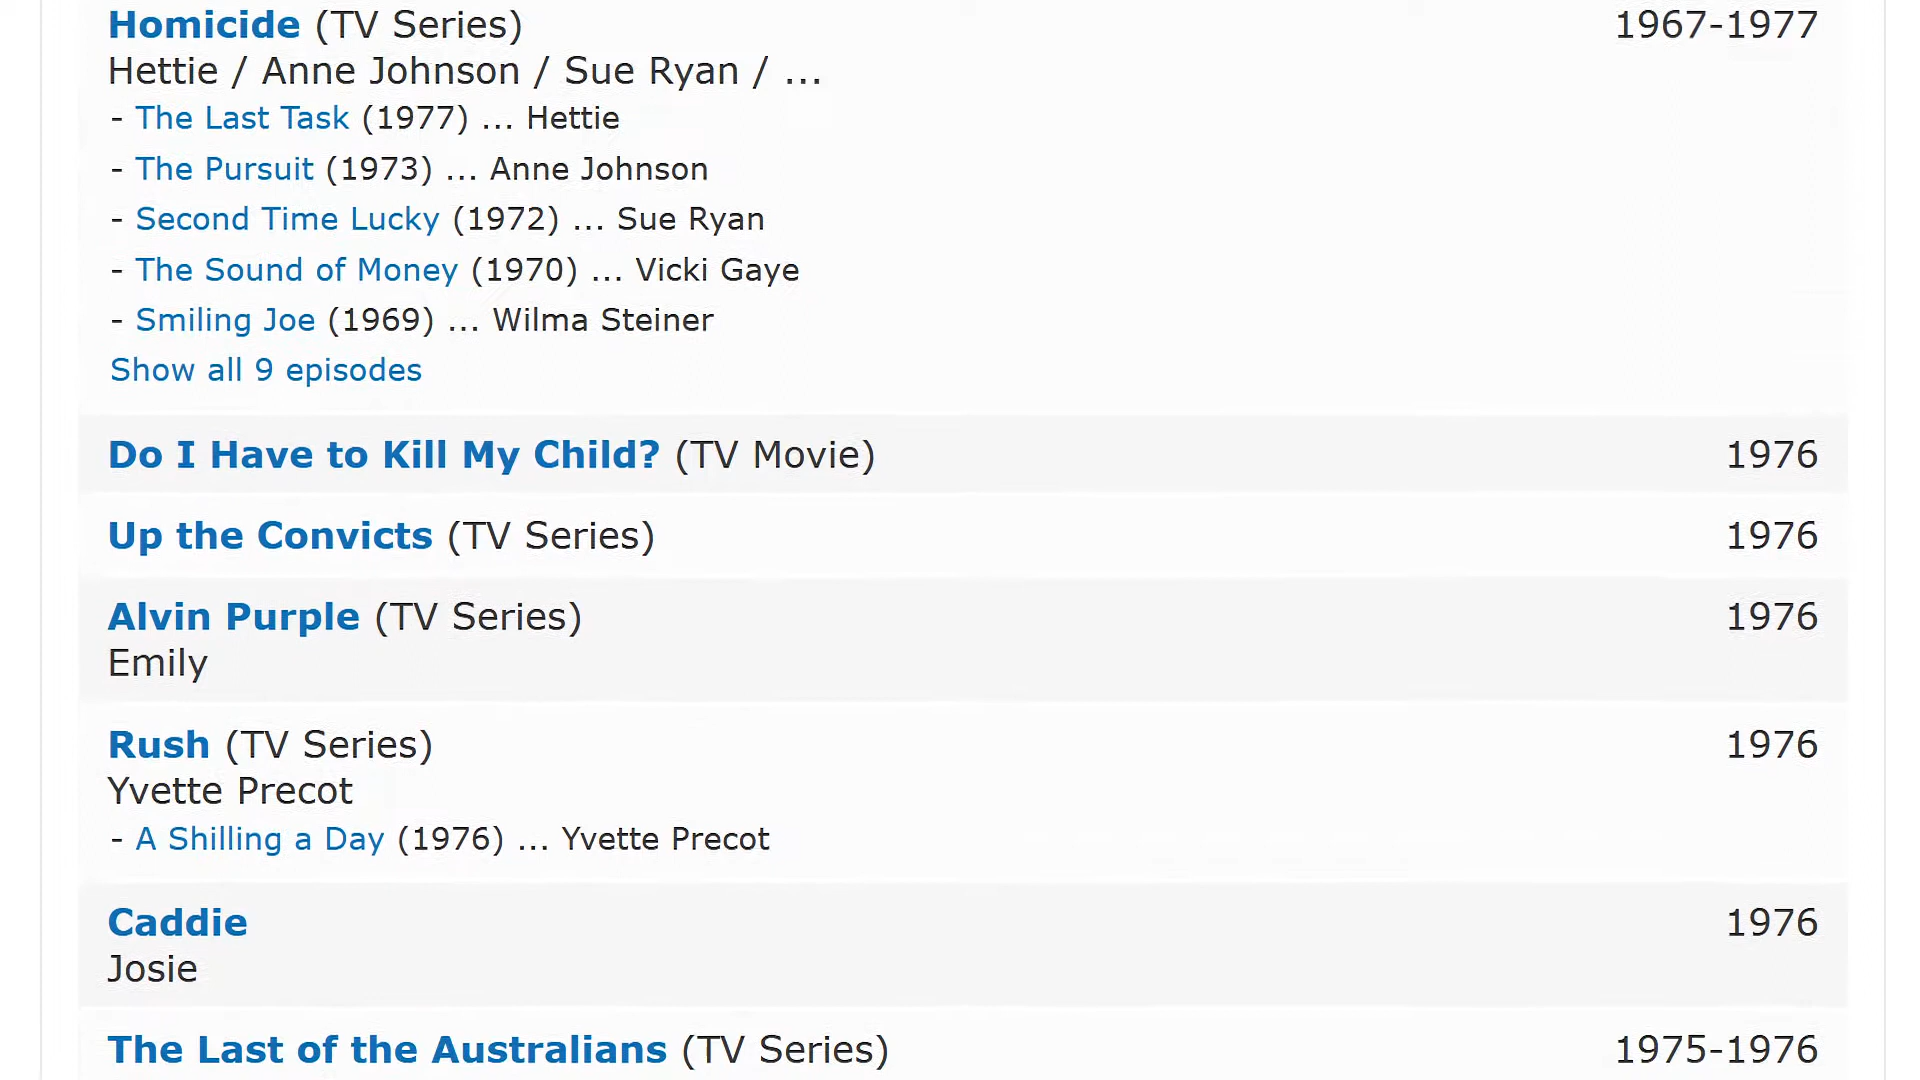 Homicide (TV Series) 1967-1977
Hettie / Anne Johnson / Sue Ryan / ...
- The Last Task (1977) ... Hettie
- The Pursuit (1973) ... Anne Johnson
- Second Time Lucky (1972) ... Sue Ryan
- The Sound of Money (1970) ... Vicki Gaye
- Smiling Joe (1969) ... Wilma Steiner
Show all 9 episodes
Do I Have to Kill My Child? (TV Movie) 1976
Up the Convicts (TV Series) 1976
Alvin Purple (TV Series) 1976
Emily
Rush (TV Series) 1976
Yvette Precot
- A Shilling a Day (1976) ... Yvette Precot
Caddie 1976
Josie
The Last of the Australians (TV Series) 1975-1976